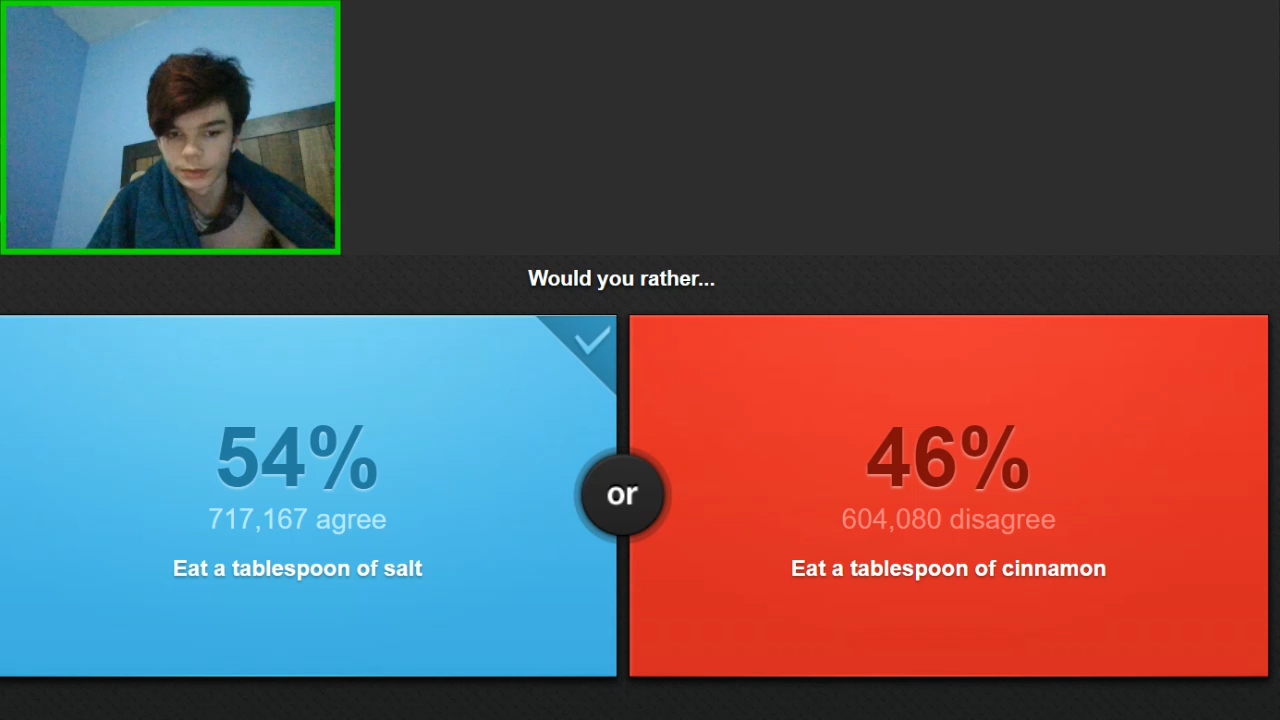 Would you rather...
54%
717,167 agree
Eat a tablespoon of salt
or
46%
604,080 disagree
Eat a tablespoon of cinnamon